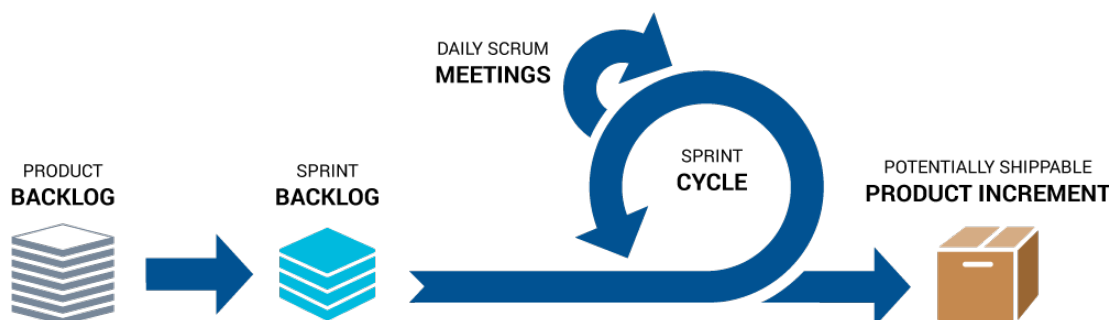 PRODUCT
BACKLOG
SPRINT
BACKLOG
DAILY SCRUM
MEETINGS
SPRINT
CYCLE
POTENTIALLY SHIPPABLE
PRODUCT INCREMENT